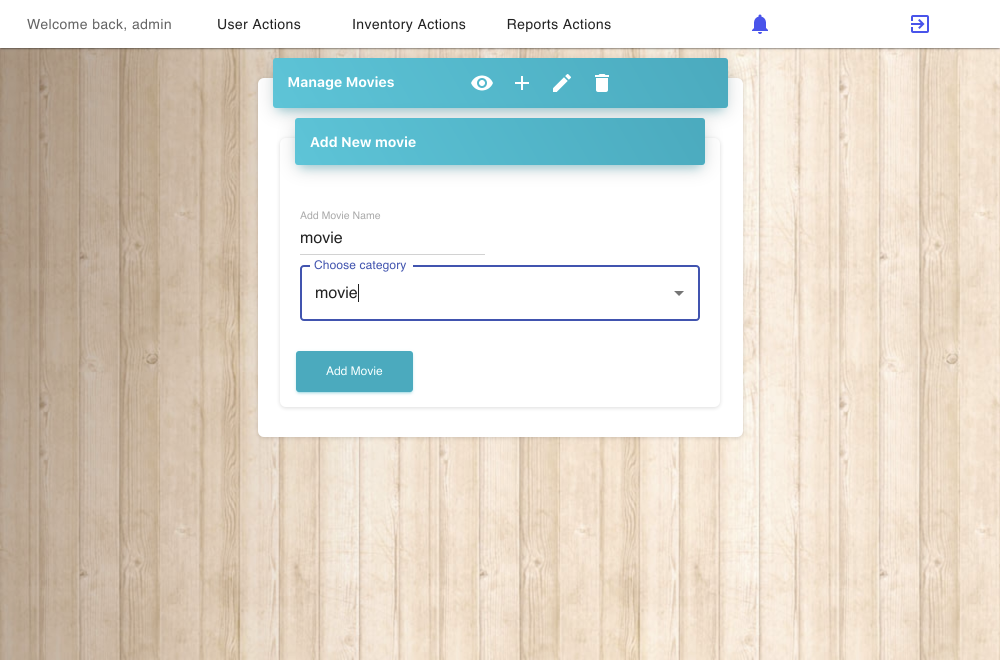 Welcome back, admin User Actions Inventory Actions Reports Actions
Manage Movies
Add New movie
Add Movie Name
movie
Choose category
movie
Add Movie